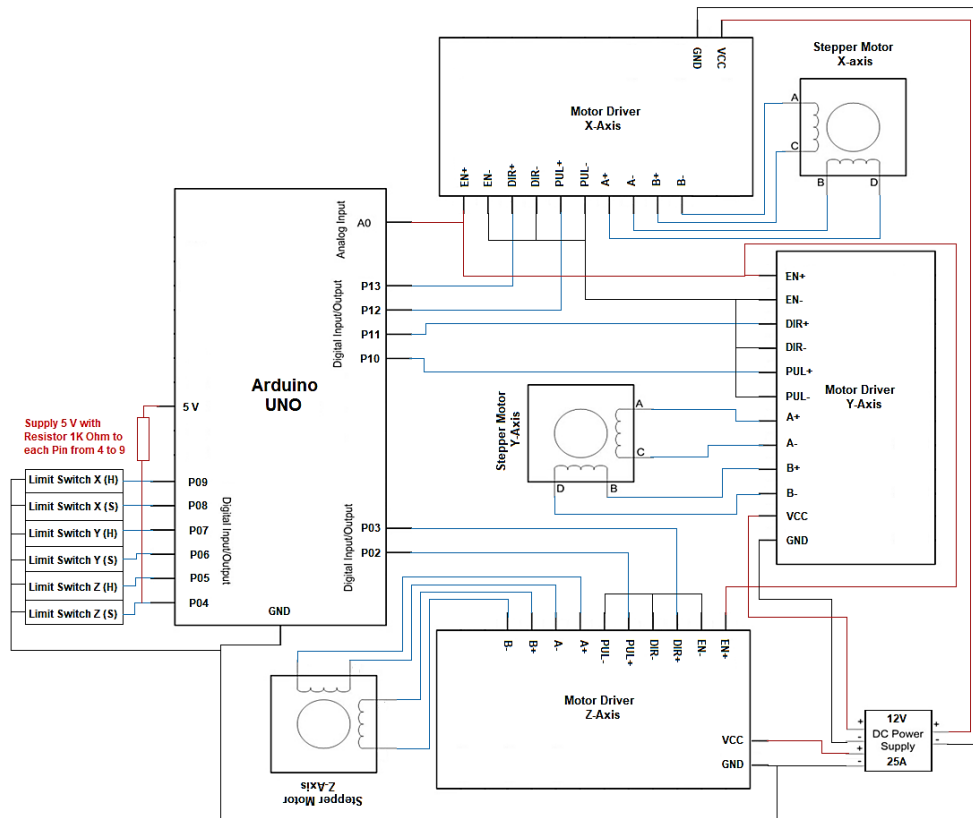 GND
VCC
Stepper Motor
X-axis
Motor Driver
X-Axis
A
C
B
D
EN+
EN-
DIR+
DIR-
PUL+
PUL-
A+
A-
B+
B-
Analog Input
A0
P13
P12
P11
P10
Digital Input/Output
Arduino
UNO
5 V
Supply 5 V with
Resistor 1K Ohm to
each Pin from 4 to 9
Limit Switch X (H)
Limit Switch X (S)
Limit Switch Y (H)
Limit Switch Y (S)
Limit Switch Z (H)
Limit Switch Z (S)
P09
P08
P07
P06
P05
P04
Digital Input/Output
P03
P02
Digital Input/Output
GND
EN+
EN-
DIR+
DIR-
PUL+
PUL-
A+
A-
B+
B-
VCC
GND
Motor Driver
Y-Axis
Stepper Motor
Y-Axis
A
C
D
B
B-
B+
A-
A+
PUL-
PUL+
DIR-
DIR+
EN-
EN+
Motor Driver
Z-Axis
VCC
GND
Stepper Motor
Z-Axis
+
-
+
-
12V
DC Power
Supply
25A
+
-